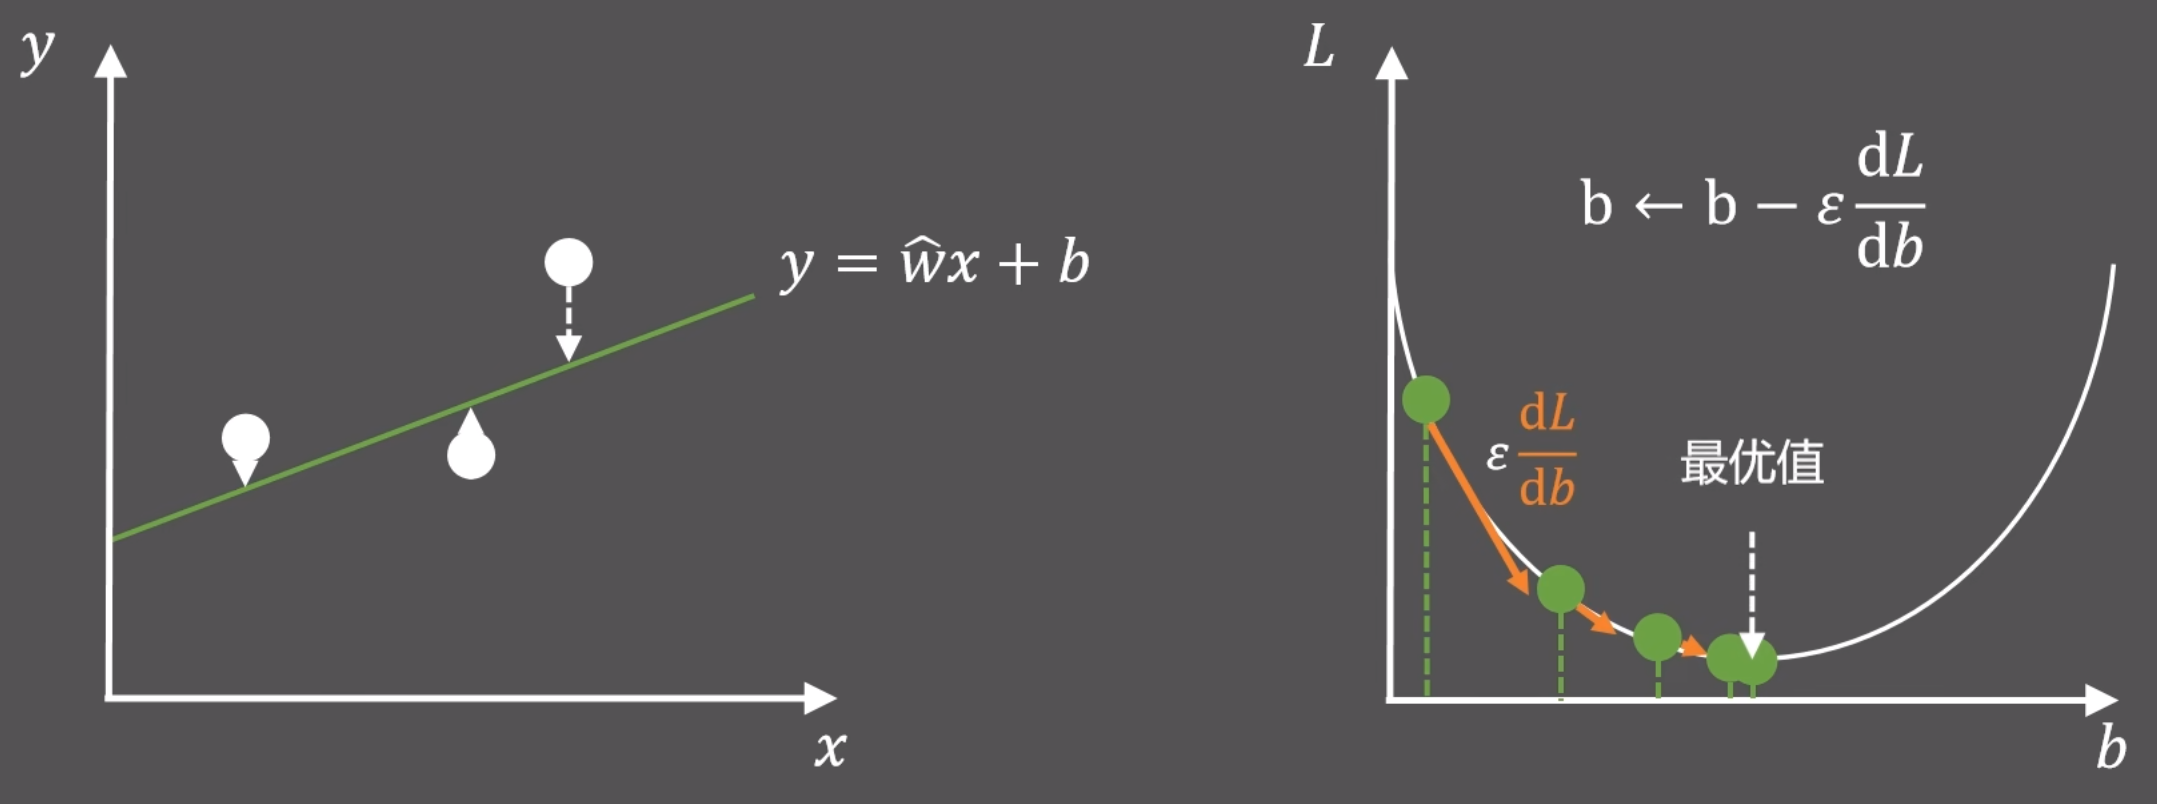 y
y = ŵx + b
x
L
b ← b − ε dL/db
ε dL/db
最优值
b